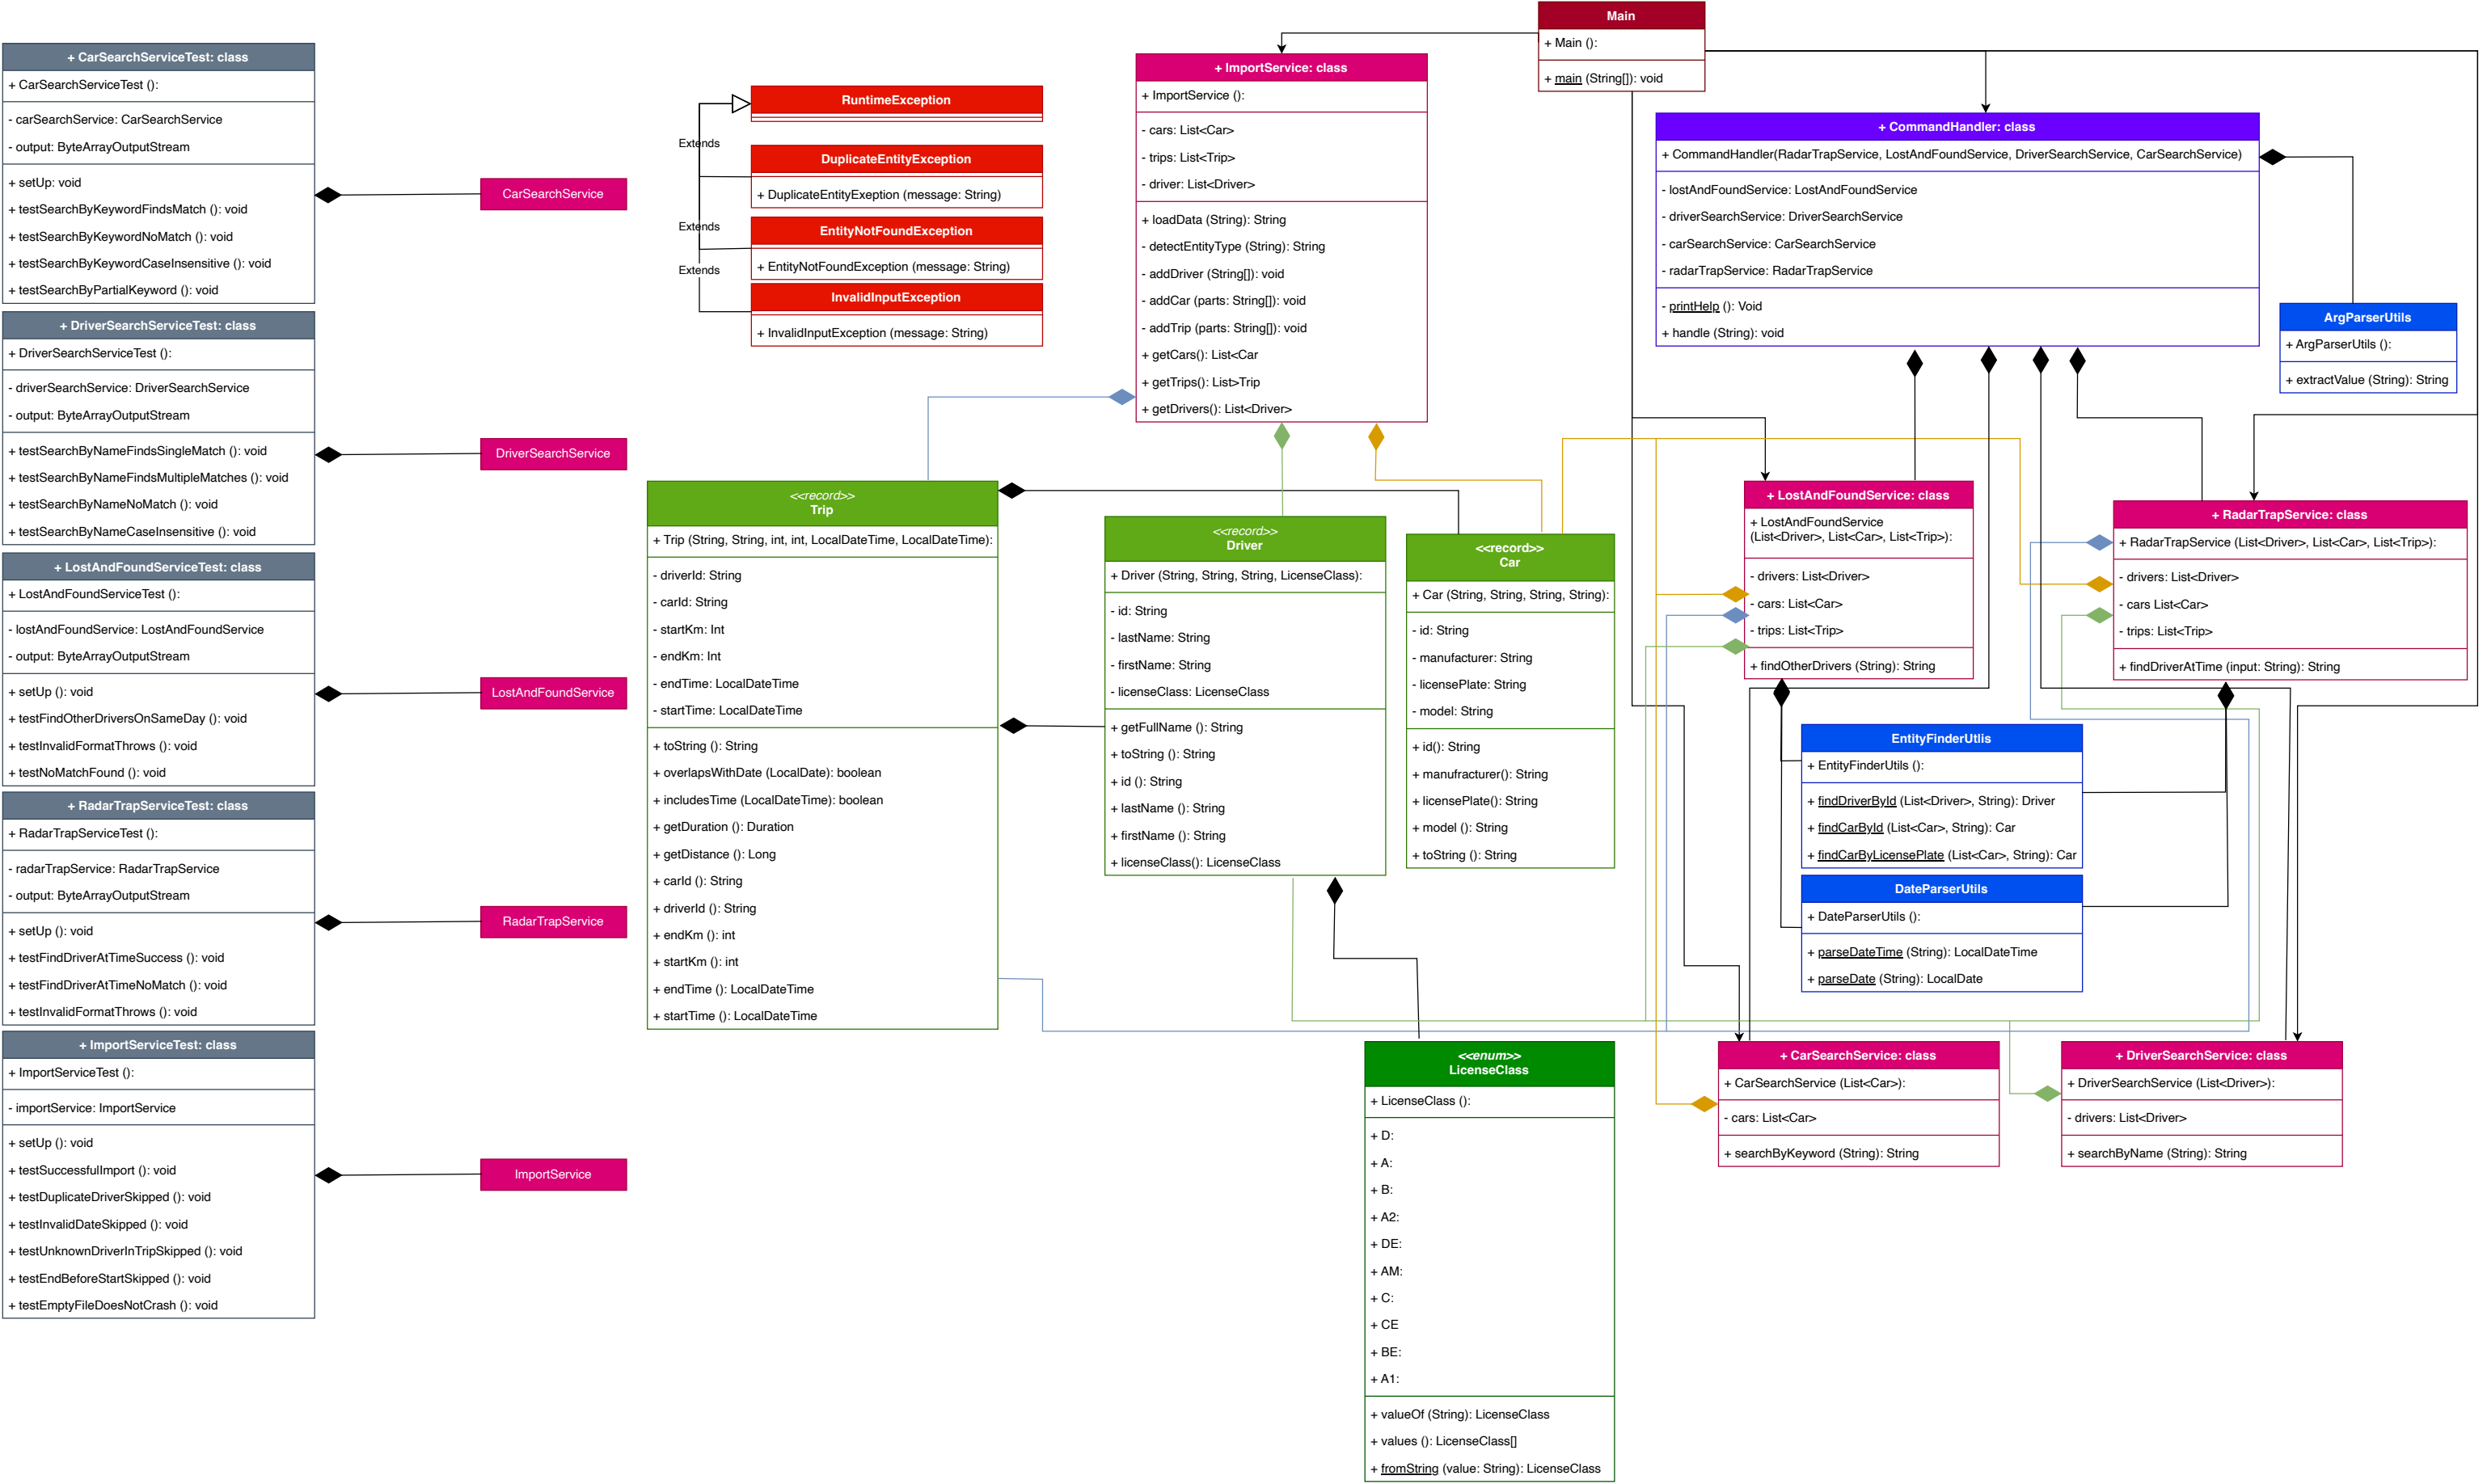 + CarSearchServiceTest: class
+ CarSearchServiceTest ():
- carSearchService: CarSearchService
- output: ByteArrayOutputStream
+ setUp: void
+ testSearchByKeywordFindsMatch (): void
+ testSearchByKeywordNoMatch (): void
+ testSearchByKeywordCaseInsensitive (): void
+ testSearchByPartialKeyword (): void
CarSearchService
+ DriverSearchServiceTest: class
+ DriverSearchServiceTest ():
- driverSearchService: DriverSearchService
- output: ByteArrayOutputStream
+ testSearchByNameFindsSingleMatch (): void
+ testSearchByNameFindsMultipleMatches (): void
+ testSearchByNameNoMatch (): void
+ testSearchByNameCaseInsensitive (): void
DriverSearchService
+ LostAndFoundServiceTest: class
+ LostAndFoundServiceTest ():
- lostAndFoundService: LostAndFoundService
- output: ByteArrayOutputStream
+ setUp (): void
+ testFindOtherDriversOnSameDay (): void
+ testInvalidFormatThrows (): void
+ testNoMatchFound (): void
LostAndFoundService
+ RadarTrapServiceTest: class
+ RadarTrapServiceTest ():
- radarTrapService: RadarTrapService
- output: ByteArrayOutputStream
+ setUp (): void
+ testFindDriverAtTimeSuccess (): void
+ testFindDriverAtTimeNoMatch (): void
+ testInvalidFormatThrows (): void
RadarTrapService
+ ImportServiceTest: class
+ ImportServiceTest ():
- importService: ImportService
+ setUp (): void
+ testSuccessfulImport (): void
+ testDuplicateDriverSkipped (): void
+ testInvalidDateSkipped (): void
+ testUnknownDriverInTripSkipped (): void
+ testEndBeforeStartSkipped (): void
+ testEmptyFileDoesNotCrash (): void
ImportService
RuntimeException
Extends
DuplicateEntityException
+ DuplicateEntityExeption (message: String)
Extends
EntityNotFoundException
+ EntityNotFoundException (message: String)
Extends
InvalidInputException
+ InvalidInputException (message: String)
+ ImportService: class
+ ImportService ():
- cars: List<Car>
- trips: List<Trip>
- driver: List<Driver>
+ loadData (String): String
- detectEntityType (String): String
- addDriver (String[]): void
- addCar (parts: String[]): void
- addTrip (parts: String[]): void
+ getCars(): List<Car
+ getTrips(): List>Trip
+ getDrivers(): List<Driver>
Main
+ Main ():
+ main (String[]): void
+ CommandHandler: class
+ CommandHandler(RadarTrapService, LostAndFoundService, DriverSearchService, CarSearchService)
- lostAndFoundService: LostAndFoundService
- driverSearchService: DriverSearchService
- carSearchService: CarSearchService
- radarTrapService: RadarTrapService
- printHelp (): Void
+ handle (String): void
ArgParserUtils
+ ArgParserUtils ():
+ extractValue (String): String
<<record>>
Trip
+ Trip (String, String, int, int, LocalDateTime, LocalDateTime):
- driverId: String
- carId: String
- startKm: Int
- endKm: Int
- endTime: LocalDateTime
- startTime: LocalDateTime
+ toString (): String
+ overlapsWithDate (LocalDate): boolean
+ includesTime (LocalDateTime): boolean
+ getDuration (): Duration
+ getDistance (): Long
+ carId (): String
+ driverId (): String
+ endKm (): int
+ startKm (): int
+ endTime (): LocalDateTime
+ startTime (): LocalDateTime
<<record>>
Driver
+ Driver (String, String, String, LicenseClass):
- id: String
- lastName: String
- firstName: String
- licenseClass: LicenseClass
+ getFullName (): String
+ toString (): String
+ id (): String
+ lastName (): String
+ firstName (): String
+ licenseClass(): LicenseClass
<<record>>
Car
+ Car (String, String, String, String):
- id: String
- manufacturer: String
- licensePlate: String
- model: String
+ id(): String
+ manufracturer(): String
+ licensePlate(): String
+ model (): String
+ toString (): String
+ LostAndFoundService: class
+ LostAndFoundService
(List<Driver>, List<Car>, List<Trip>):
- drivers: List<Driver>
- cars: List<Car>
- trips: List<Trip>
+ findOtherDrivers (String): String
+ RadarTrapService: class
+ RadarTrapService (List<Driver>, List<Car>, List<Trip>):
- drivers: List<Driver>
- cars List<Car>
- trips: List<Trip>
+ findDriverAtTime (input: String): String
EntityFinderUtlis
+ EntityFinderUtils ():
+ findDriverById (List<Driver>, String): Driver
+ findCarById (List<Car>, String): Car
+ findCarByLicensePlate (List<Car>, String): Car
DateParserUtils
+ DateParserUtils ():
+ parseDateTime (String): LocalDateTime
+ parseDate (String): LocalDate
<<enum>>
LicenseClass
+ LicenseClass ():
+ D:
+ A:
+ B:
+ A2:
+ DE:
+ AM:
+ C:
+ CE
+ BE:
+ A1:
+ valueOf (String): LicenseClass
+ values (): LicenseClass[]
+ fromString (value: String): LicenseClass
+ CarSearchService: class
+ CarSearchService (List<Car>):
- cars: List<Car>
+ searchByKeyword (String): String
+ DriverSearchService: class
+ DriverSearchService (List<Driver>):
- drivers: List<Driver>
+ searchByName (String): String